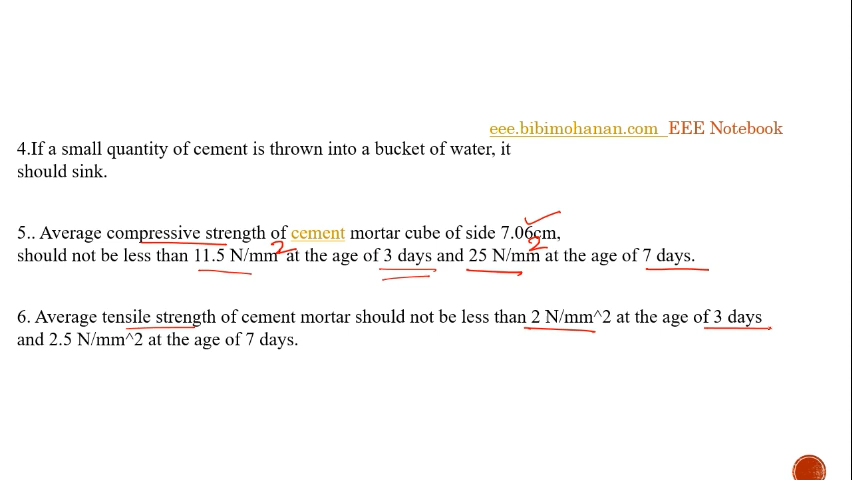 eee.bibimohanan.com EEE Notebook
4.If a small quantity of cement is thrown into a bucket of water, it
should sink.
5.. Average compressive strength of cement mortar cube of side 7.06cm,
should not be less than 11.5 N/mm2 at the age of 3 days and 25 N/mm2 at the age of 7 days.
6. Average tensile strength of cement mortar should not be less than 2 N/mm^2 at the age of 3 days
and 2.5 N/mm^2 at the age of 7 days.